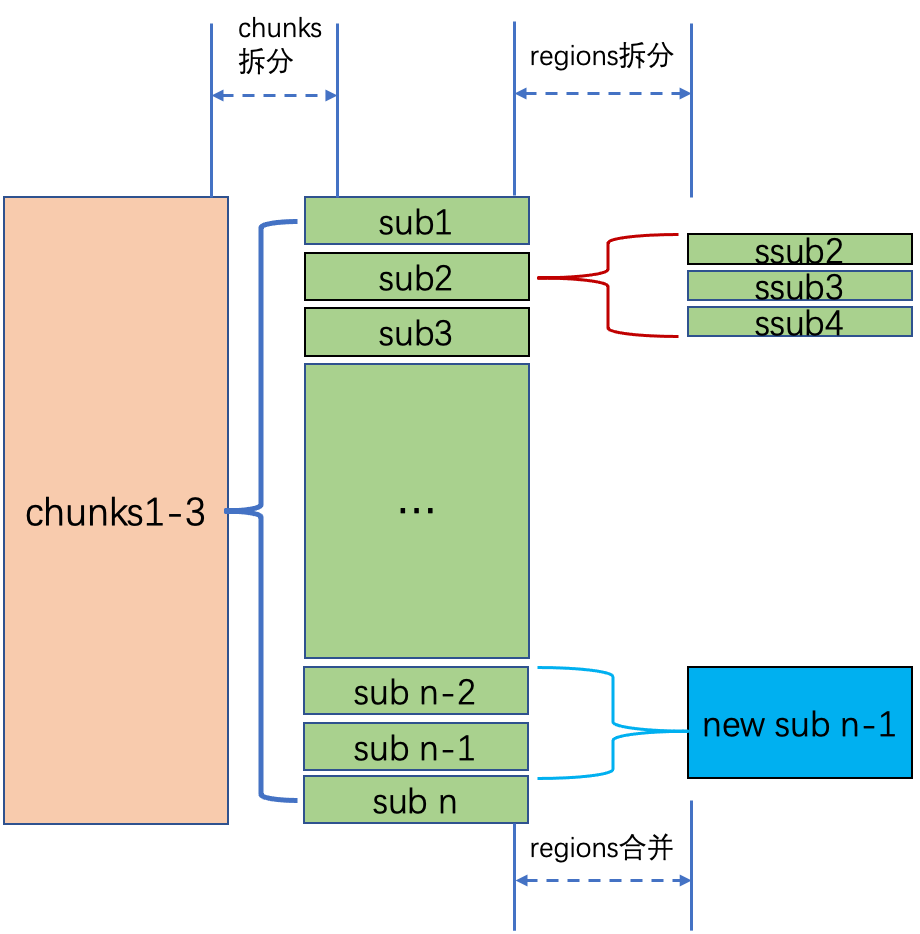 chunks
拆分
regions拆分
sub1
sub2
sub3
ssub2
ssub3
ssub4
chunks1-3
...
sub n-2
sub n-1
sub n
new sub n-1
regions合并